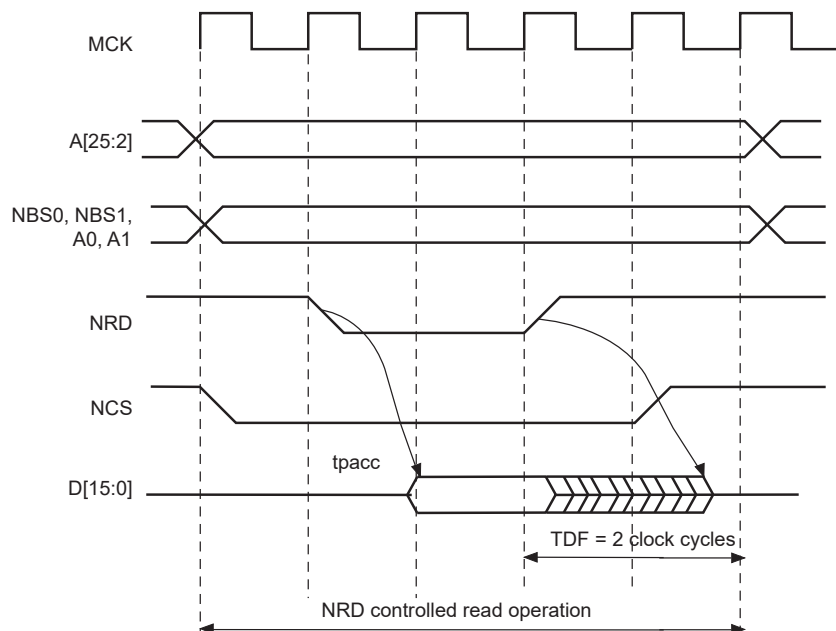 MCK
A[25:2]
NBS0, NBS1,
A0, A1
NRD
NCS
tpacc
D[15:0]
TDF = 2 clock cycles
NRD controlled read operation